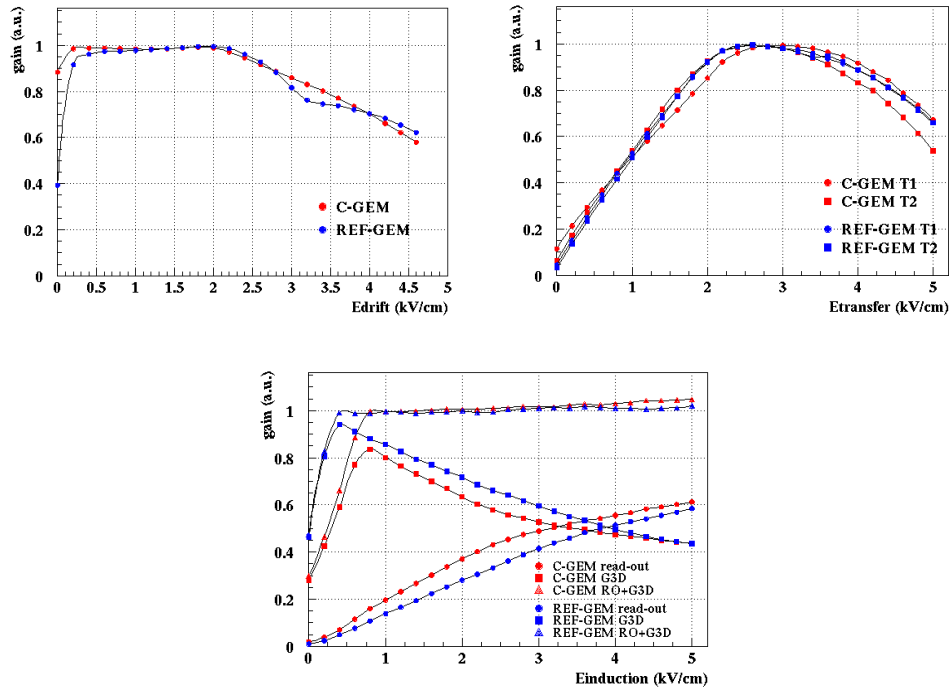 gain (a.u.)
1
0.8
0.6
0.4
0.2
0
C-GEM
REF-GEM
0 0.5 1 1.5 2 2.5 3 3.5 4 4.5 5
Edrift (kV/cm)
gain (a.u.)
1
0.8
0.6
0.4
0.2
0
C-GEM T1
C-GEM T2
REF-GEM T1
REF-GEM T2
0 1 2 3 4 5
Etransfer (kV/cm)
gain (a.u.)
1
0.8
0.6
0.4
0.2
0
C-GEM read-out
C-GEM G3D
C-GEM RO+G3D
REF-GEM read-out
REF-GEM G3D
REF-GEM RO+G3D
0 1 2 3 4 5
Einduction (kV/cm)